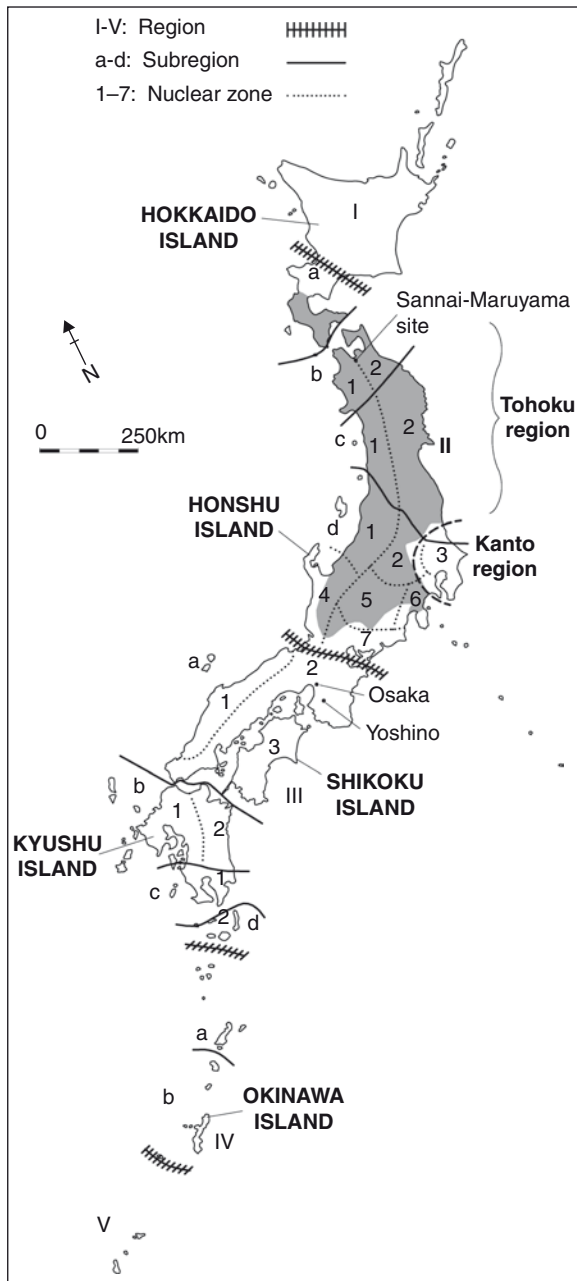 I-V: Region
a-d: Subregion
1–7: Nuclear zone
I
HOKKAIDO
ISLAND
a
Sannai-Maruyama
site
N
2
b
1
Tohoku
region
0 250km
c
1
2
II
HONSHU
ISLAND
d
1
2
3
Kanto
region
4
5
6
7
a
2
1
Osaka
Yoshino
3
b
III
SHIKOKU
ISLAND
1
2
KYUSHU
ISLAND
1
c
2
d
a
b
OKINAWA
ISLAND
IV
V